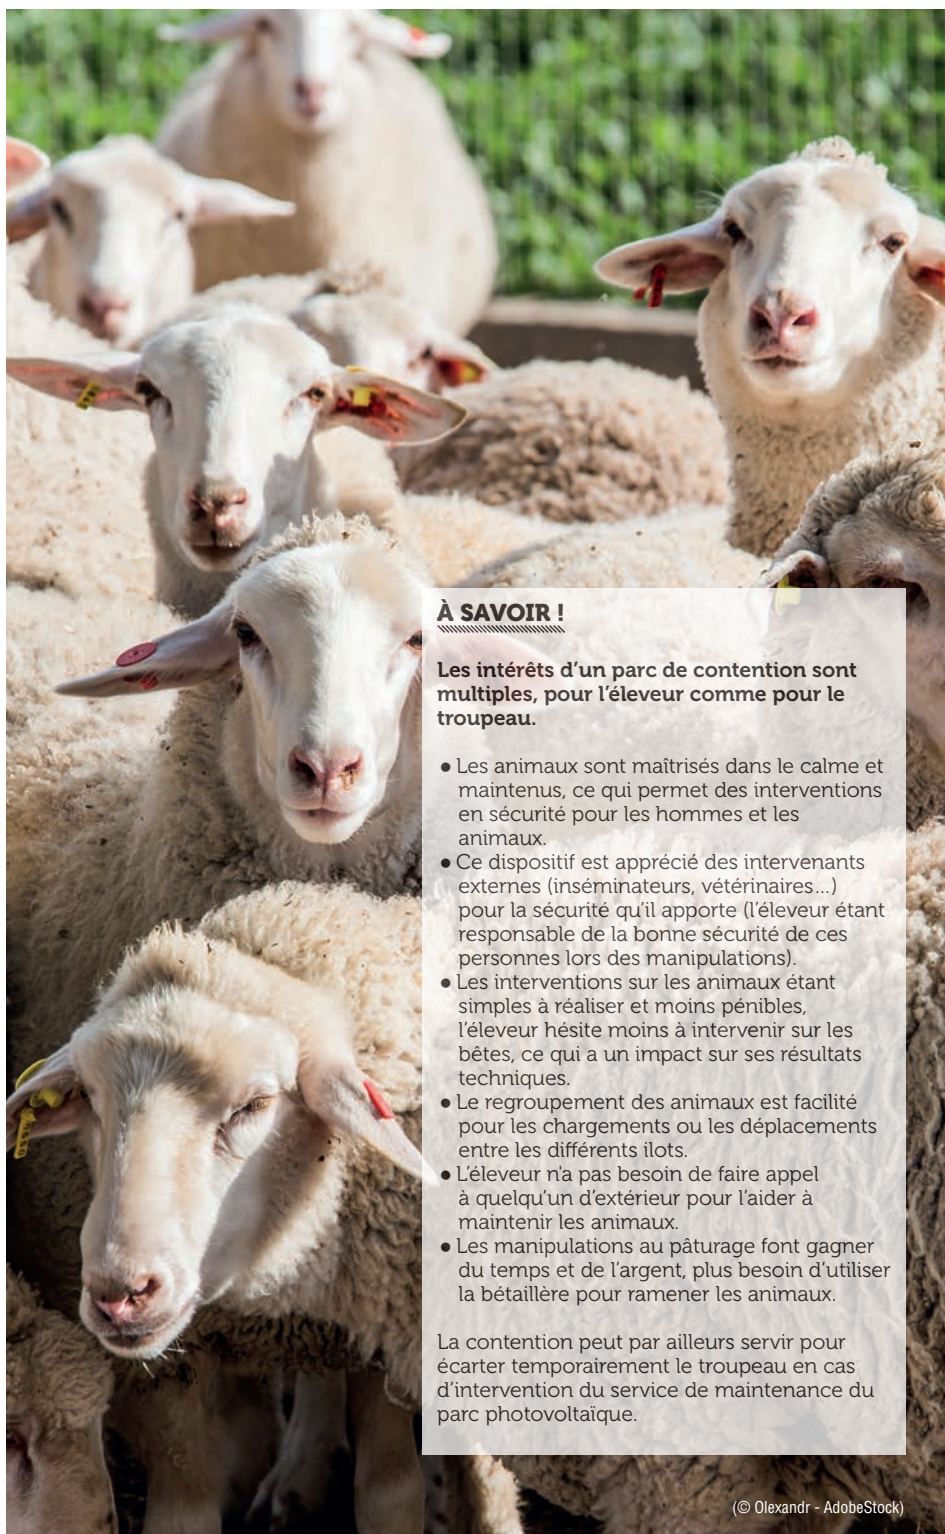 À SAVOIR !
Les intérêts d’un parc de contention sont
multiples, pour l’éleveur comme pour le
troupeau.
• Les animaux sont maîtrisés dans le calme et
maintenus, ce qui permet des interventions
en sécurité pour les hommes et les
animaux.
• Ce dispositif est apprécié des intervenants
externes (inséminateurs, vétérinaires…)
pour la sécurité qu’il apporte (l’éleveur étant
responsable de la bonne sécurité de ces
personnes lors des manipulations).
• Les interventions sur les animaux étant
simples à réaliser et moins pénibles,
l’éleveur hésite moins à intervenir sur les
bêtes, ce qui a un impact sur ses résultats
techniques.
• Le regroupement des animaux est facilité
pour les chargements ou les déplacements
entre les différents ilots.
• L’éleveur n'a pas besoin de faire appel
à quelqu’un d’extérieur pour l’aider à
maintenir les animaux.
• Les manipulations au pâturage font gagner
du temps et de l’argent, plus besoin d’utiliser
la bétaillère pour ramener les animaux.
La contention peut par ailleurs servir pour
écarter temporairement le troupeau en cas
d’intervention du service de maintenance du
parc photovoltaïque.
(© Olexandr - AdobeStock)